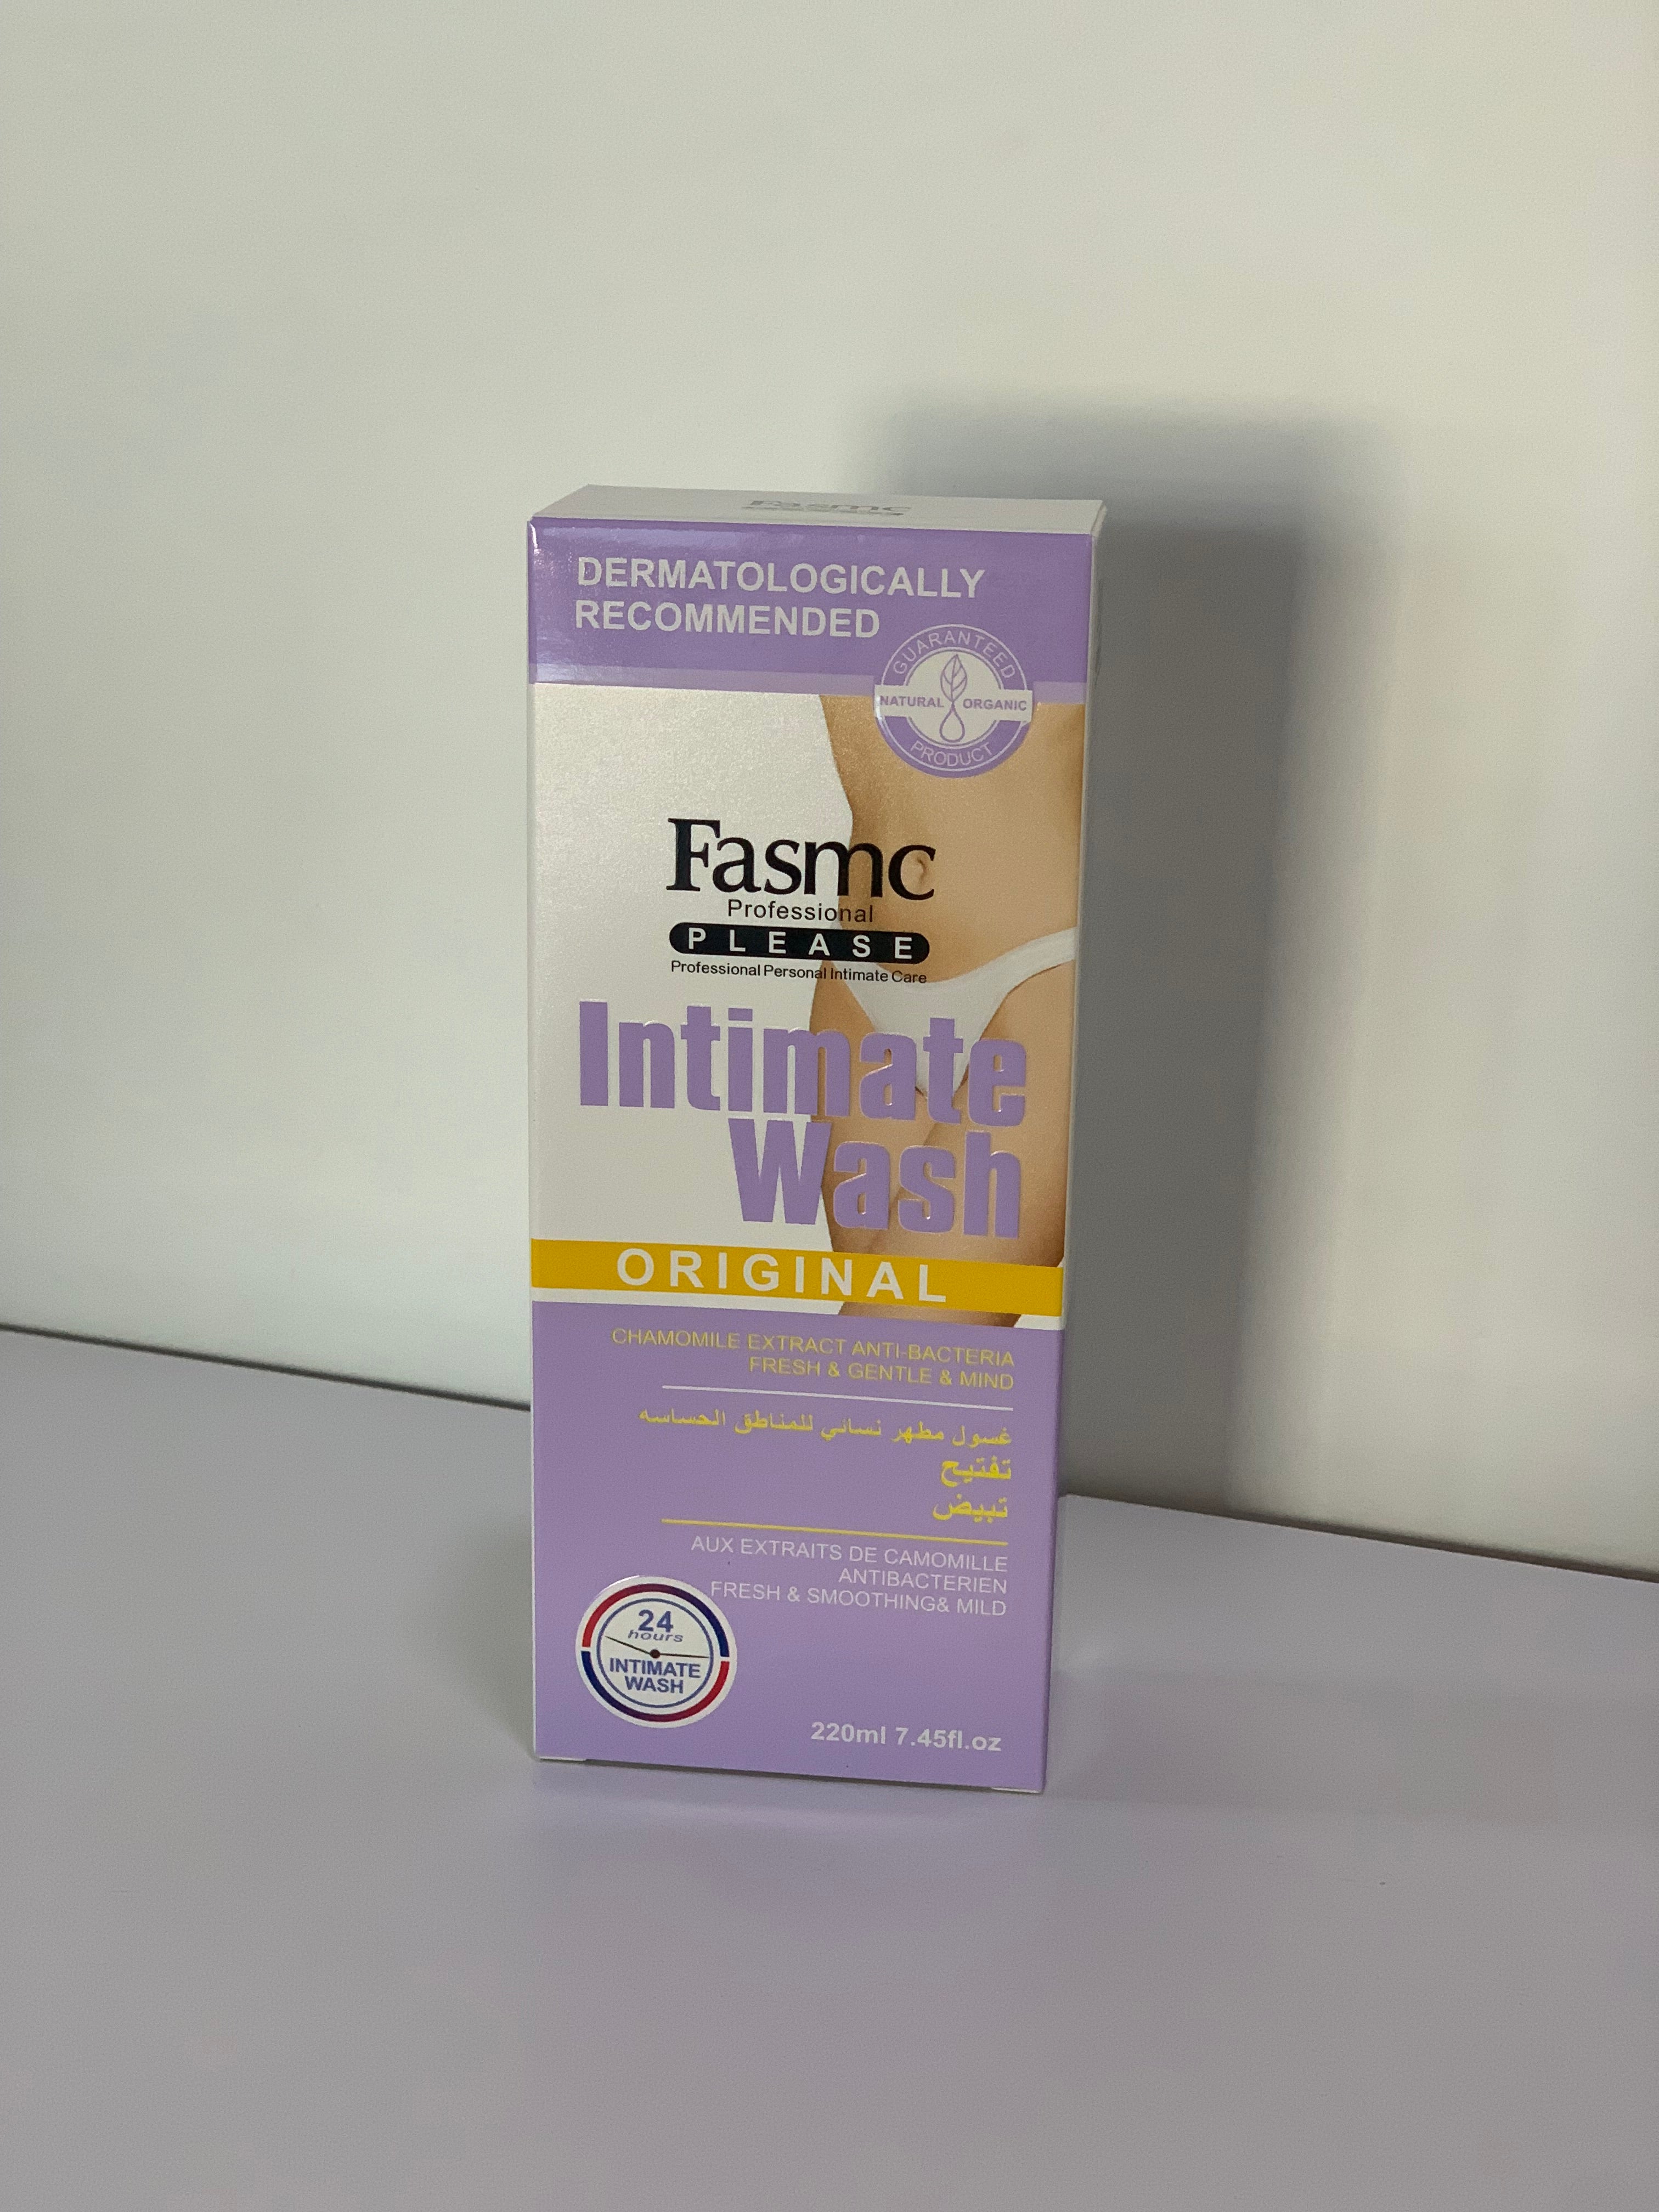 Fasmc
DERMATOLOGICALLY
RECOMMENDED
GUARANTEED
NATURAL ORGANIC
PRODUCT
Fasmc
Professional
PLEASE
Professional Personal Intimate Care
Intimate
Wash
ORIGINAL
CHAMOMILE EXTRACT ANTI-BACTERIA
FRESH & GENTLE & MIND
غسول مطهر نسائي للمناطق الحساسه
تفتيح
تبيض
AUX EXTRAITS DE CAMOMILLE
ANTIBACTERIEN
FRESH & SMOOTHING& MILD
24
hours
INTIMATE
WASH
220ml 7.45fl.oz